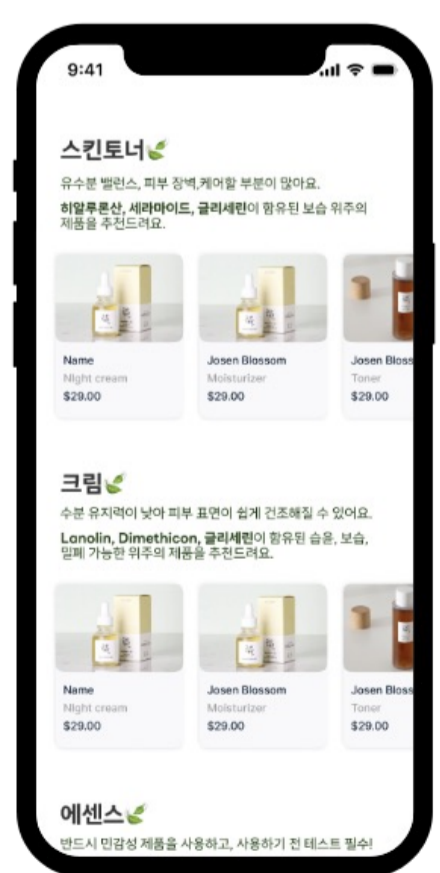 9:41
스킨토너
유수분 밸런스, 피부 장벽,케어할 부분이 많아요.
히알루론산, 세라마이드, 글리세린이 함유된 보습 위주의
제품을 추천드려요.
Name
Josen Blossom
Josen Bloss
Night cream
Moisturizer
Toner
$29.00
$29.00
$29.00
크림
수분 유지력이 낮아 피부 표면이 쉽게 건조해질 수 있어요.
Lanolin, Dimethicon, 글리세린이 함유된 습윤, 보습,
밀폐 가능한 위주의 제품을 추천드려요.
Name
Josen Blossom
Josen Bloss
Night cream
Moisturizer
Toner
$29.00
$29.00
$29.00
에센스
반드시 민감성 제품을 사용하고, 사용하기 전 테스트 필수!